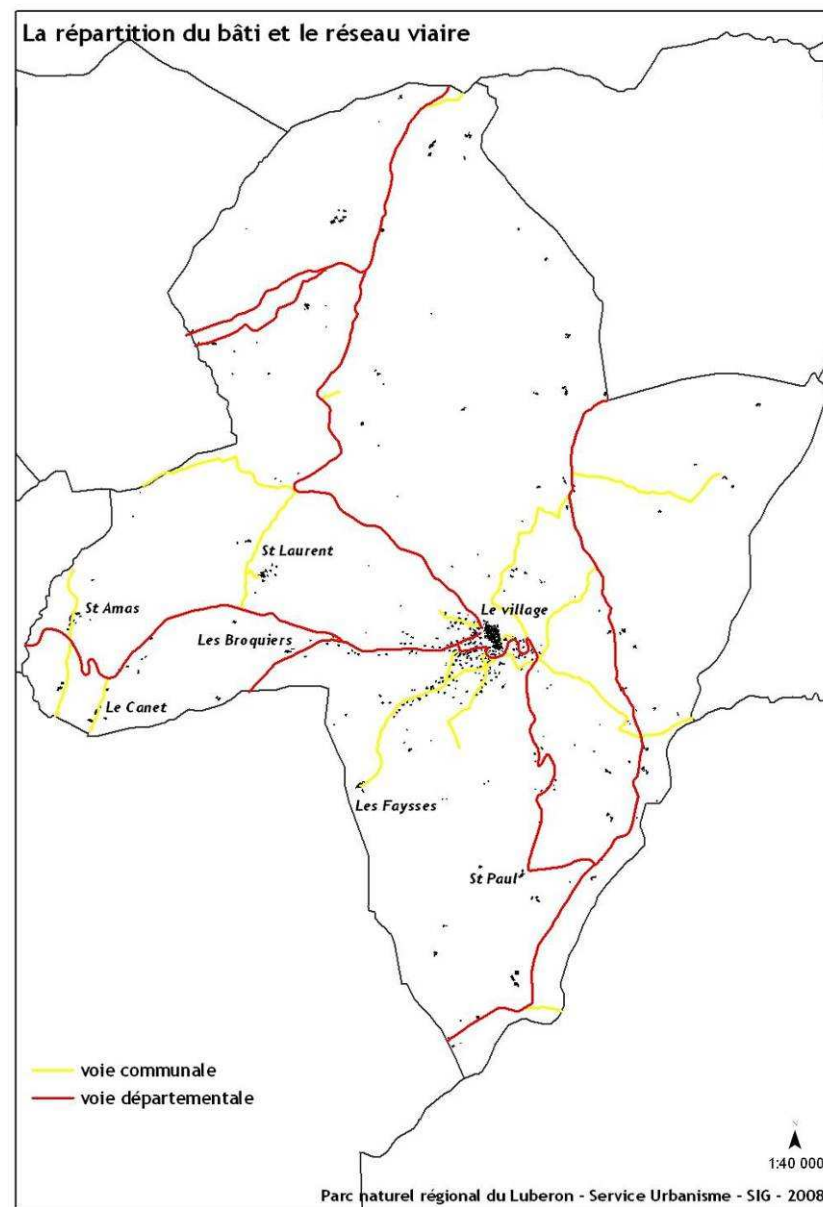 La répartition du bâti et le réseau viaire
St Laurent
St Amas
Le village
Les Broquiers
Le Canet
Les Faysses
St Paul
voie communale
voie départementale
N
1:40 000
Parc naturel régional du Luberon - Service Urbanisme - SIG - 2008